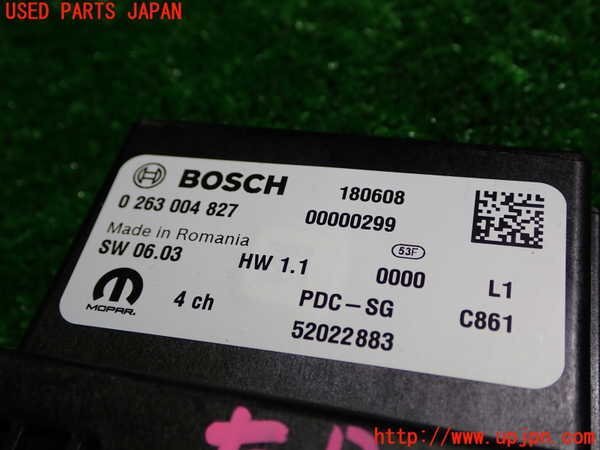 USED PARTS JAPAN
BOSCH
180608
0 263 004 827
00000299
Made in Romania
53F
SW 06.03
HW 1.1
0000
L1
MOPAR.
4 ch
PDC-SG
C861
52022883
http://www.upjpn.com/